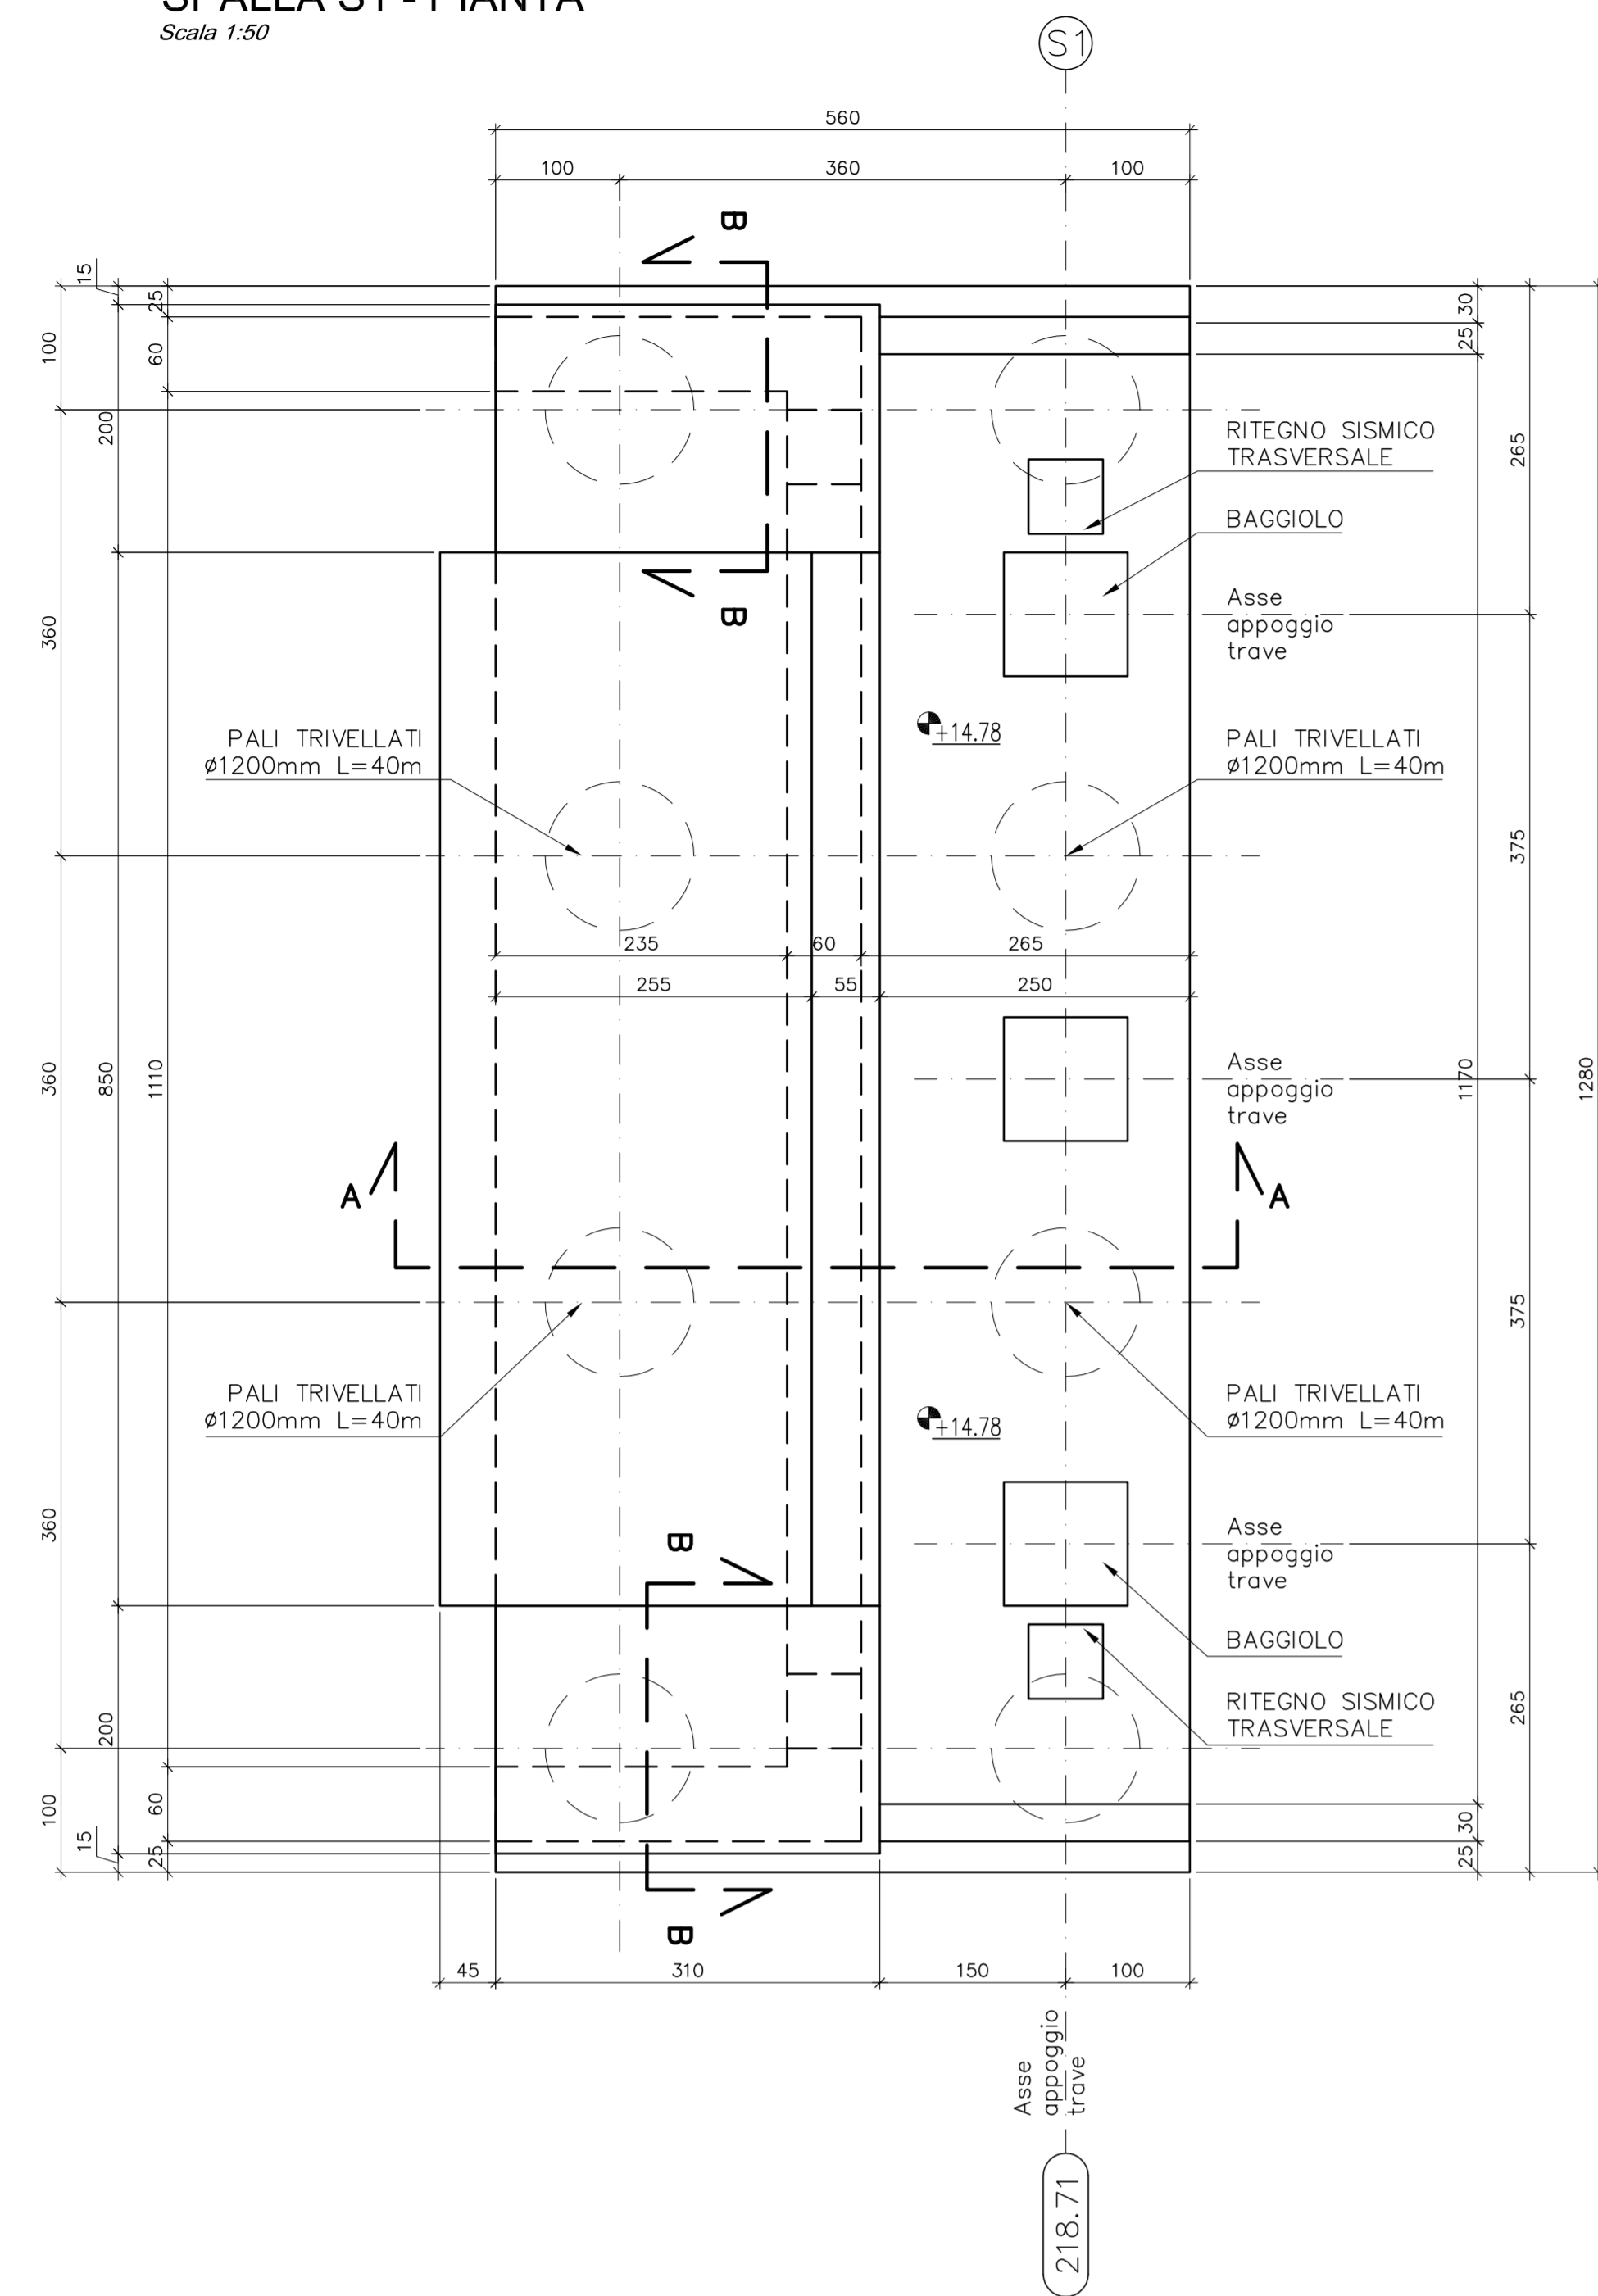 SPALLA S1 - PIANTA
Scala 1:50
S1
560
100
360
100
B
15
25
30
25
100
60
200
265
RITEGNO SISMICO
TRASVERSALE
BAGGIOLO
B
Asse
appoggio
trave
360
+14.78
PALI TRIVELLATI
ø1200mm L=40m
PALI TRIVELLATI
ø1200mm L=40m
375
235
60
265
255
55
250
360
850
1110
Asse
appoggio
trave
1170
1280
A
A
375
PALI TRIVELLATI
ø1200mm L=40m
+14.78
PALI TRIVELLATI
ø1200mm L=40m
360
B
Asse
appoggio
trave
BAGGIOLO
RITEGNO SISMICO
TRASVERSALE
265
200
100
60
15
25
30
25
B
45
310
150
100
Asse
appoggio
trave
218.71